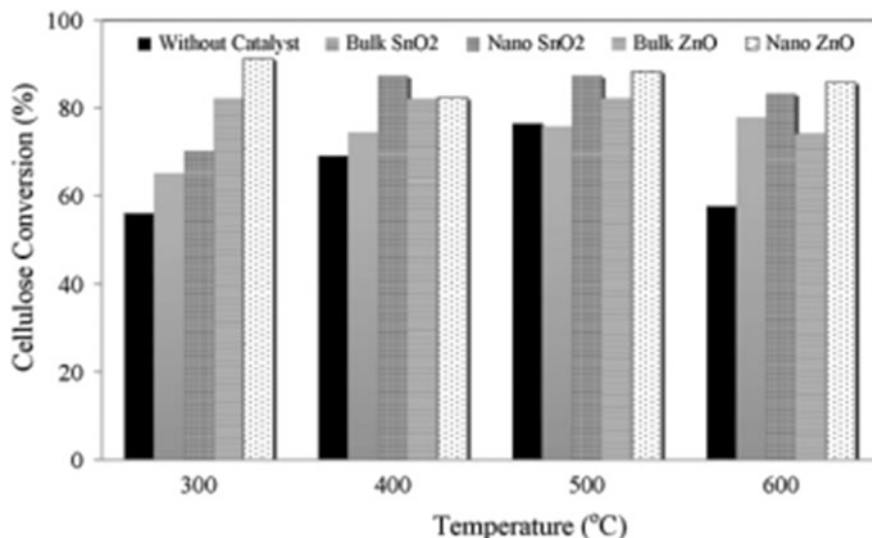 100
Without Catalyst Bulk SnO2 Nano SnO2 Bulk ZnO Nano ZnO
80
60
40
20
0
Cellulose Conversion (%)
300 400 500 600
Temperature (°C)